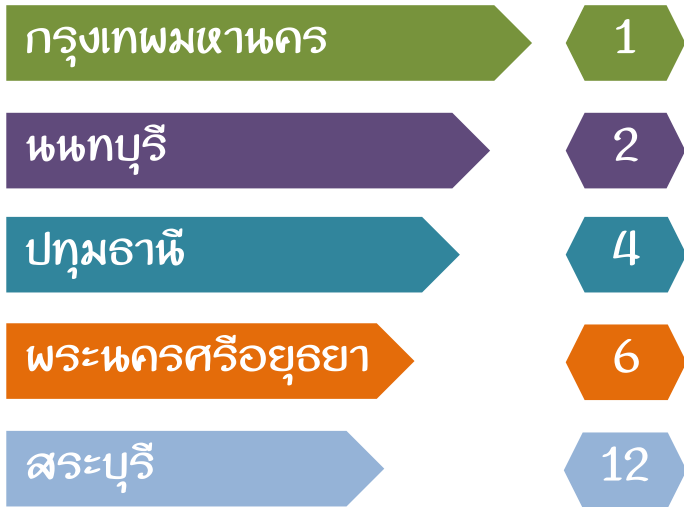 กรุงเทพมหานคร 1
นนทบุรี 2
ปทุมธานี 4
พระนครศรีอยุธยา 6
สระบุรี 12